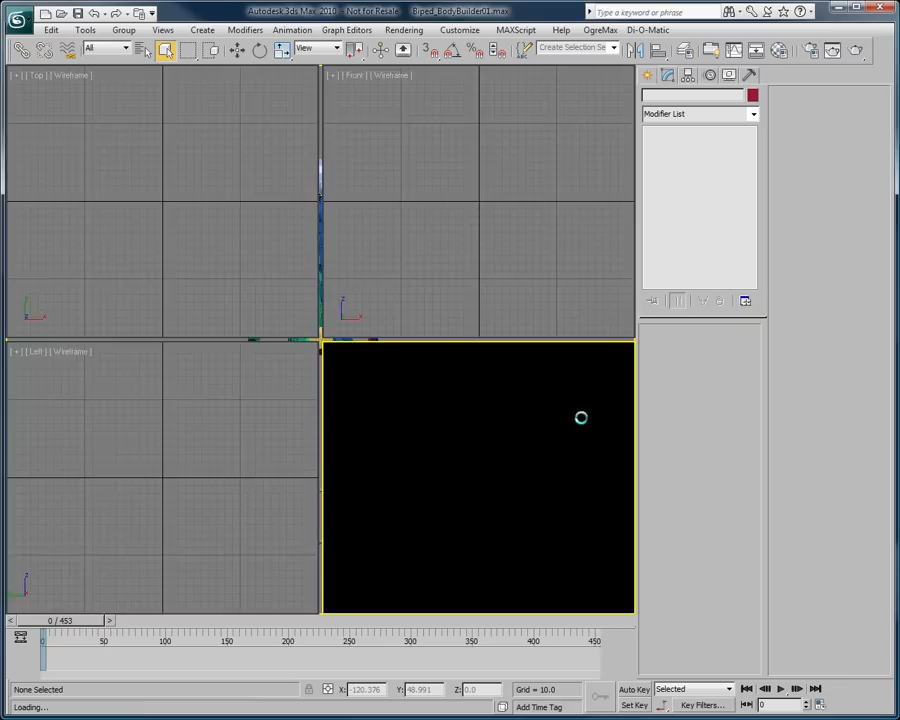 Autodesk 3ds Max 2010 - Not for Resale Biped_BodyBuilder01.max
Type a keyword or phrase
Edit Tools Group Views Create Modifiers Animation Graph Editors Rendering Customize MAXScript Help OgreMax Di-O-Matic
All View 3 Create Selection Se
[ + ] [ Top ] [ Wireframe ]
[ + ] [ Front ] [ Wireframe ]
Modifier List
z
x
z
x
[ + ] [ Left ] [ Wireframe ]
z
0 / 453
0 50 100 150 200 250 300 350 400 450
None Selected X: -120.376 Y: 48.991 Z: 0.0 Grid = 10.0 Auto Key Selected
Loading... Add Time Tag Set Key Key Filters... 0